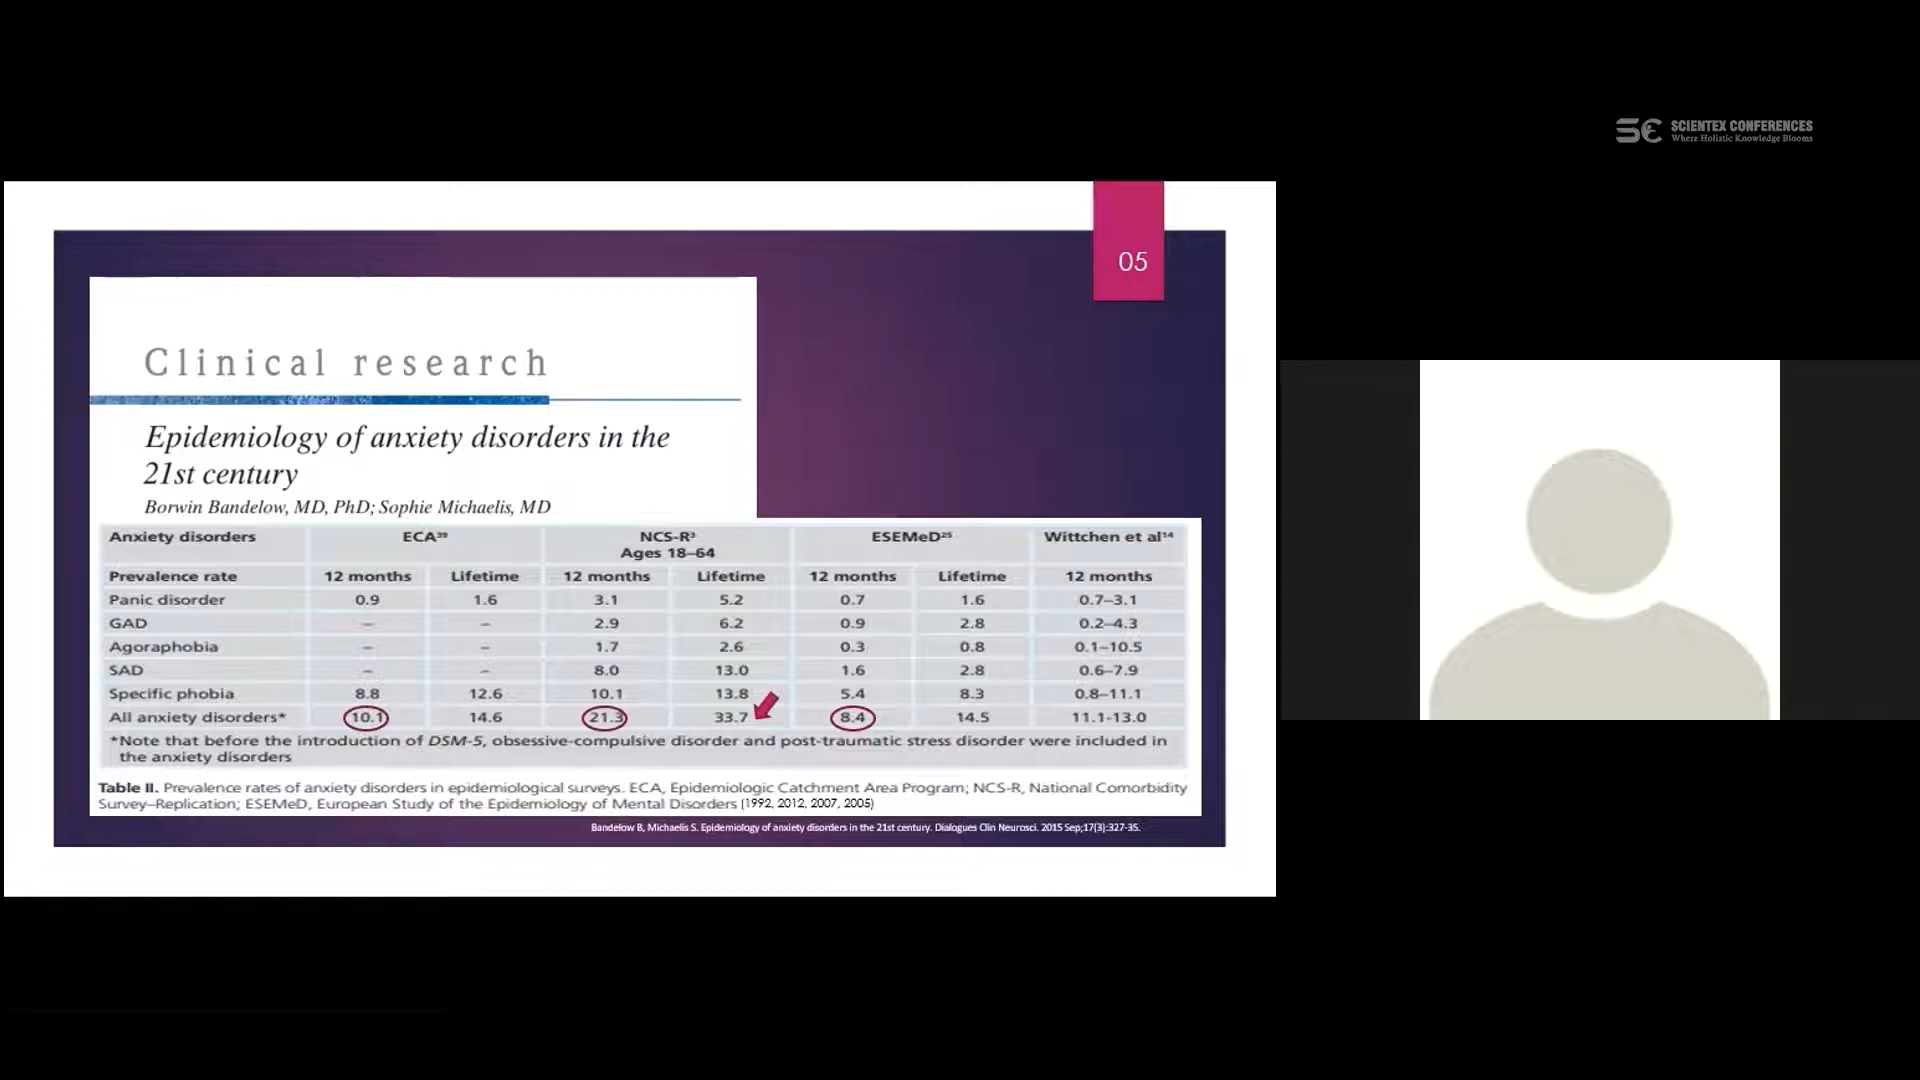 SCIENTEX CONFERENCES
Where Holistic Knowledge Blooms
05
Clinical research
Epidemiology of anxiety disorders in the
21st century
Borwin Bandelow, MD, PhD; Sophie Michaelis, MD
Anxiety disorders ECA³⁹ NCS-R³ ESEMeD²⁵ Wittchen et al¹⁴
Ages 18–64
Prevalence rate 12 months Lifetime 12 months Lifetime 12 months Lifetime 12 months
Panic disorder 0.9 1.6 3.1 5.2 0.7 1.6 0.7–3.1
GAD – – 2.9 6.2 0.9 2.8 0.2–4.3
Agoraphobia – – 1.7 2.6 0.3 0.8 0.1–10.5
SAD – – 8.0 13.0 1.6 2.8 0.6–7.9
Specific phobia 8.8 12.6 10.1 13.8 5.4 8.3 0.8–11.1
All anxiety disorders* 10.1 14.6 21.3 33.7 8.4 14.5 11.1-13.0
*Note that before the introduction of DSM-5, obsessive-compulsive disorder and post-traumatic stress disorder were included in
the anxiety disorders
Table II. Prevalence rates of anxiety disorders in epidemiological surveys. ECA, Epidemiologic Catchment Area Program; NCS-R, National Comorbidity
Survey–Replication; ESEMeD, European Study of the Epidemiology of Mental Disorders (1992, 2012, 2007, 2005)
Bandelow B, Michaelis S. Epidemiology of anxiety disorders in the 21st century. Dialogues Clin Neurosci. 2015 Sep;17(3):327-35.